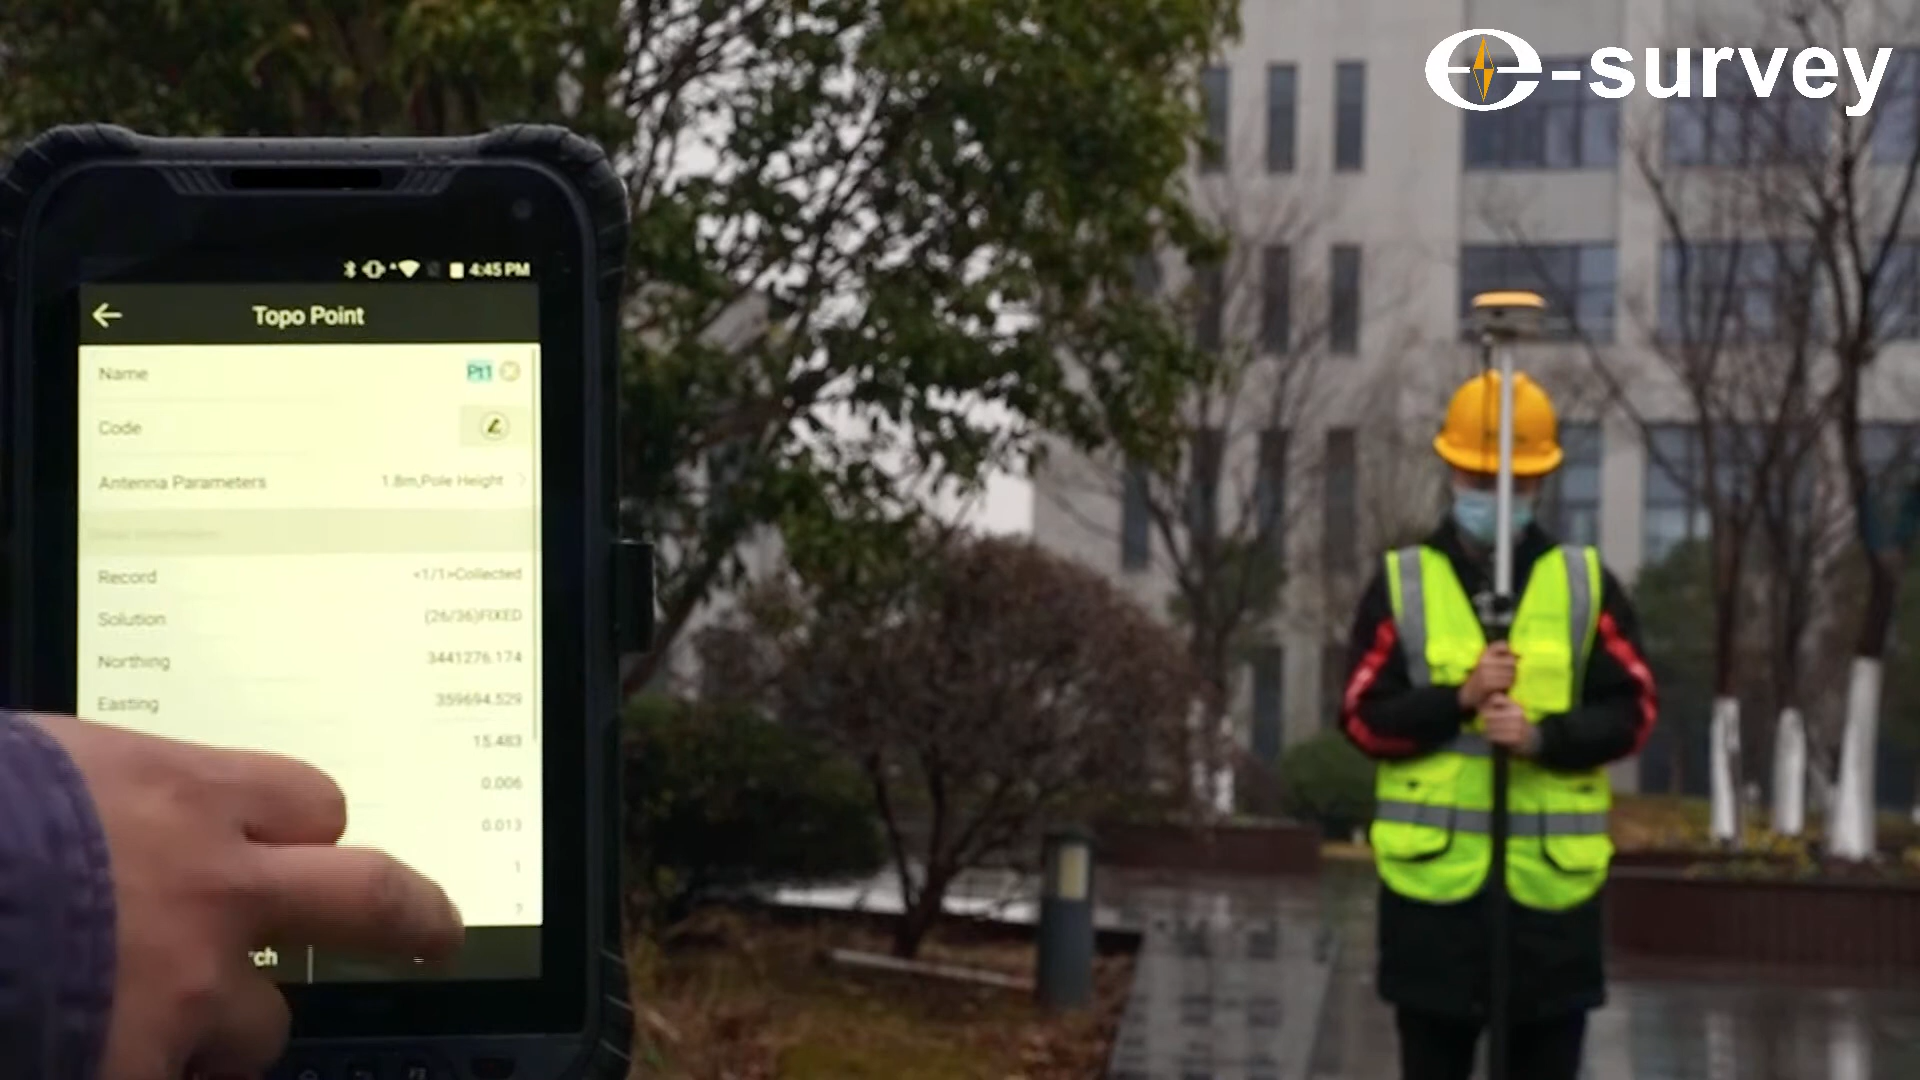 e-survey
4:45 PM
Topo Point
Name Pt1
Code
Antenna Parameters 1.8m,Pole Height
Record <1/1>Collected
Solution (26/36)FIXED
Northing 3441276.174
Easting 359694.529
15.483
0.006
0.013
1
7
rch